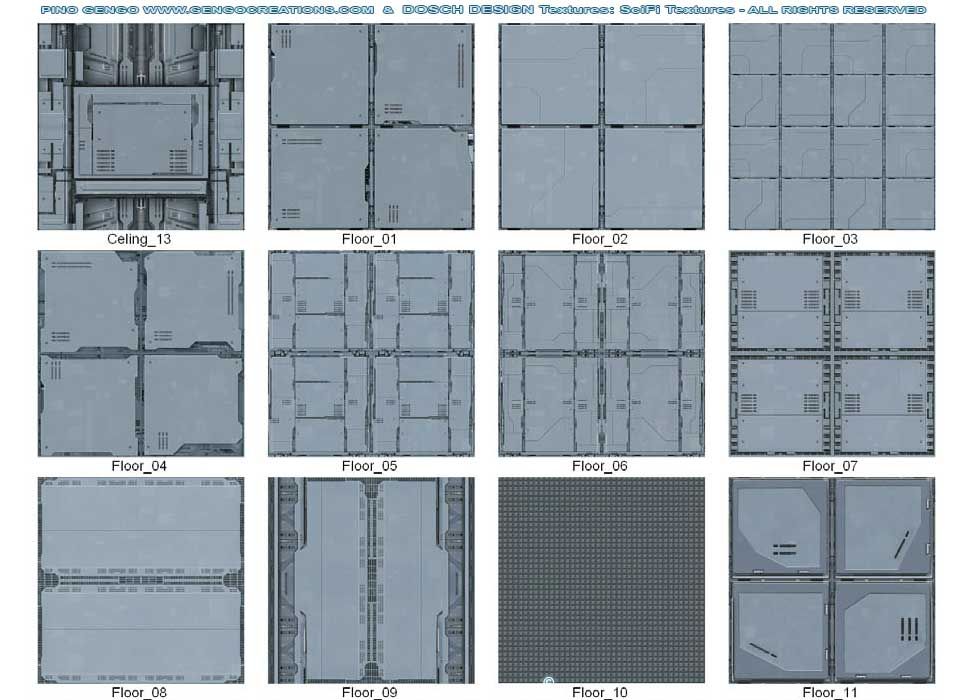 PINO GENGO WWW.GENGOCREATIONS.COM & DOSCH DESIGN Textures: SciFi Textures - ALL RIGHTS RESERVED
Celing_13 Floor_01 Floor_02 Floor_03
Floor_04 Floor_05 Floor_06 Floor_07
Floor_08 Floor_09 Floor_10 Floor_11
©